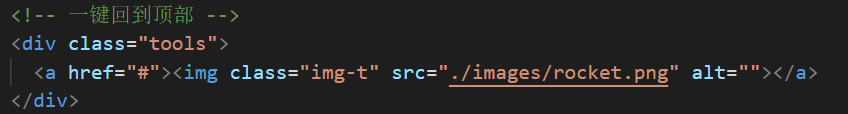 <!-- 一键回到顶部 -->
<div class="tools">
<a href="#"><img class="img-t" src="./images/rocket.png" alt=""></a>
</div>